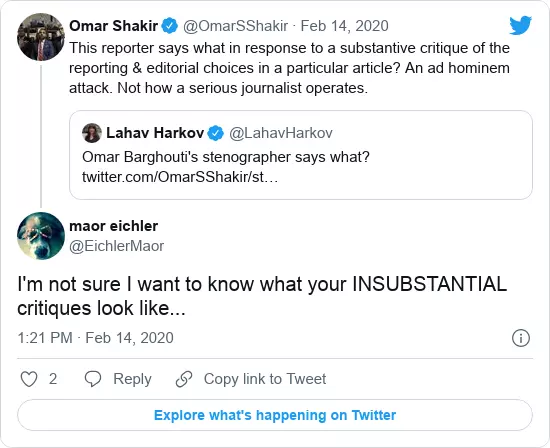 Omar Shakir @OmarSShakir · Feb 14, 2020
This reporter says what in response to a substantive critique of the
reporting & editorial choices in a particular article? An ad hominem
attack. Not how a serious journalist operates.
Lahav Harkov @LahavHarkov
Omar Barghouti's stenographer says what?
twitter.com/OmarSShakir/st…
maor eichler
@EichlerMaor
I'm not sure I want to know what your INSUBSTANTIAL
critiques look like...
1:21 PM · Feb 14, 2020
2 Reply Copy link to Tweet
Explore what's happening on Twitter